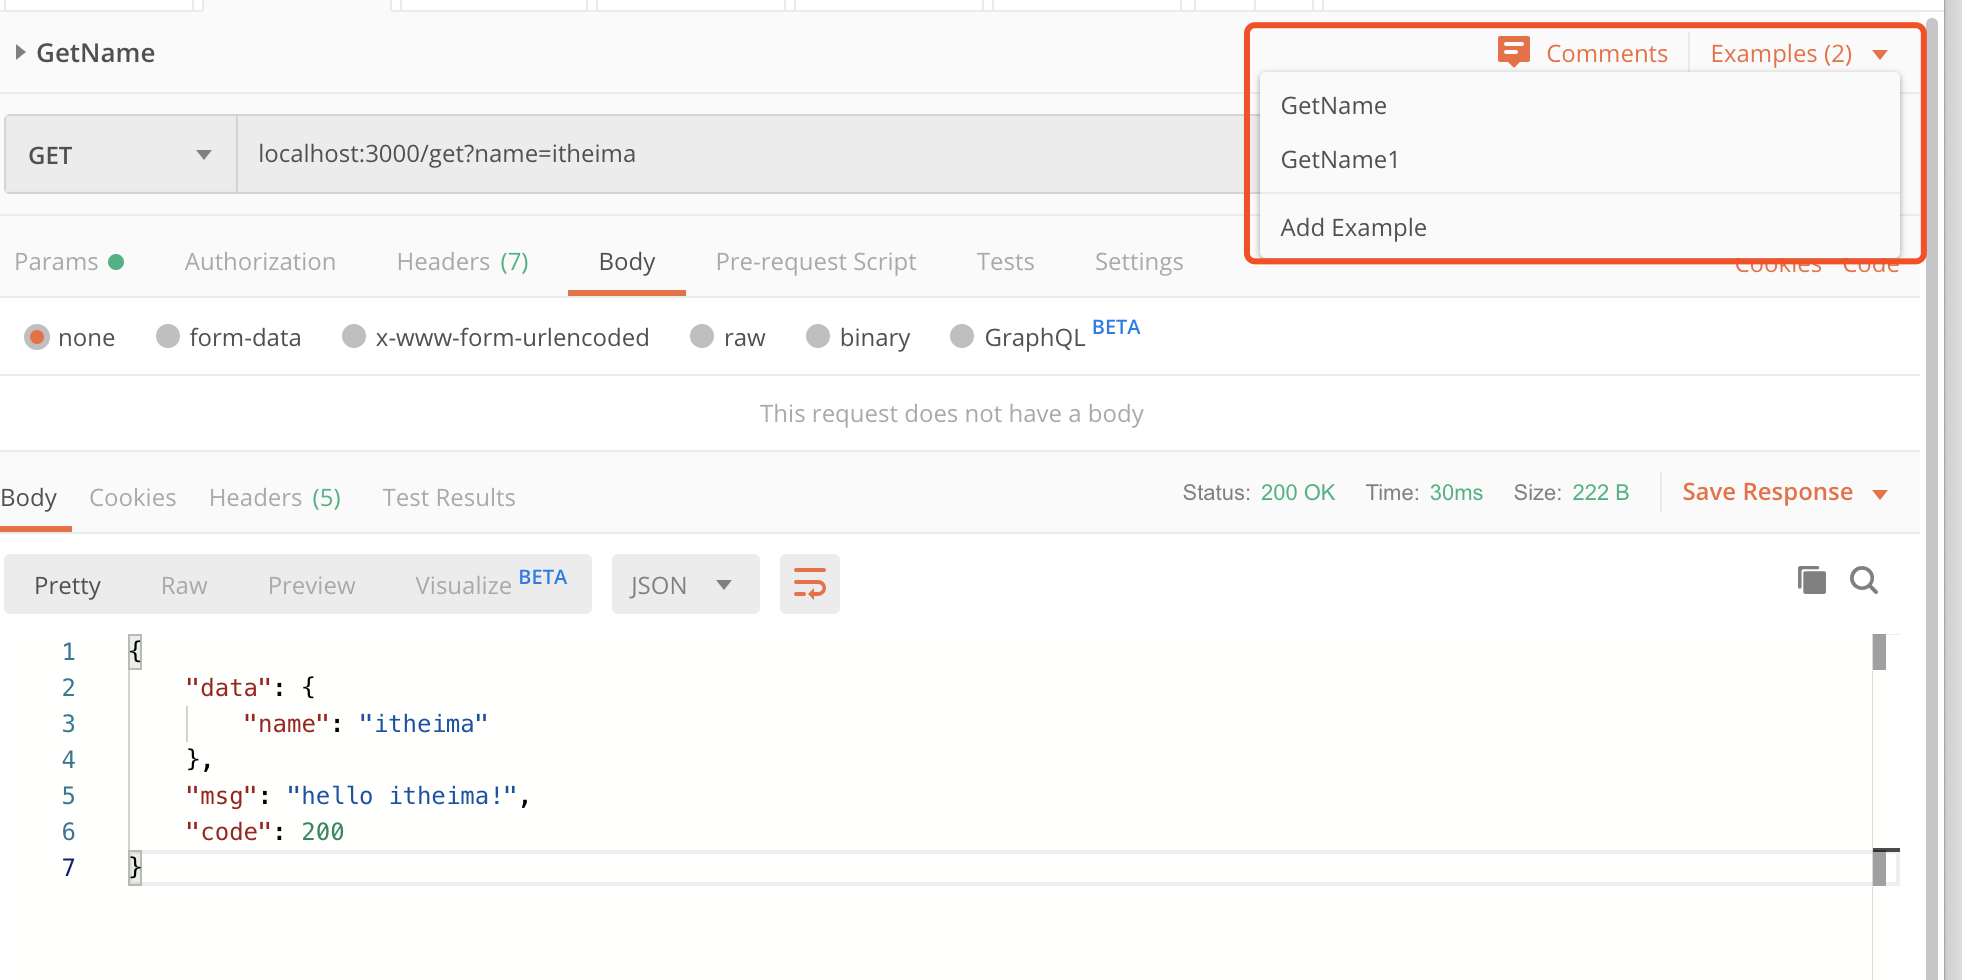 GetName
Comments
Examples (2)
GetName
GetName1
Add Example
GET
localhost:3000/get?name=itheima
Params
Authorization
Headers (7)
Body
Pre-request Script
Tests
Settings
Cookies
Code
none
form-data
x-www-form-urlencoded
raw
binary
GraphQL BETA
This request does not have a body
Body
Cookies
Headers (5)
Test Results
Status: 200 OK
Time: 30ms
Size: 222 B
Save Response
Pretty
Raw
Preview
Visualize BETA
JSON
1 {
2 "data": {
3 "name": "itheima"
4 },
5 "msg": "hello itheima!",
6 "code": 200
7 }